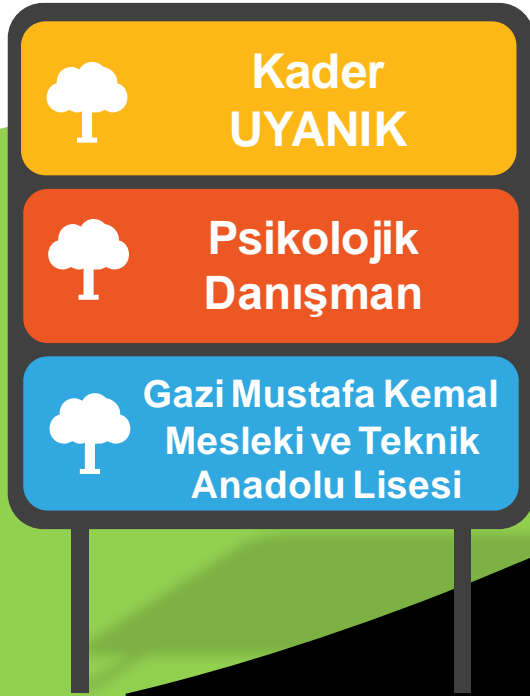 Kader
UYANIK
Psikolojik
Danışman
Gazi Mustafa Kemal
Mesleki ve Teknik
Anadolu Lisesi